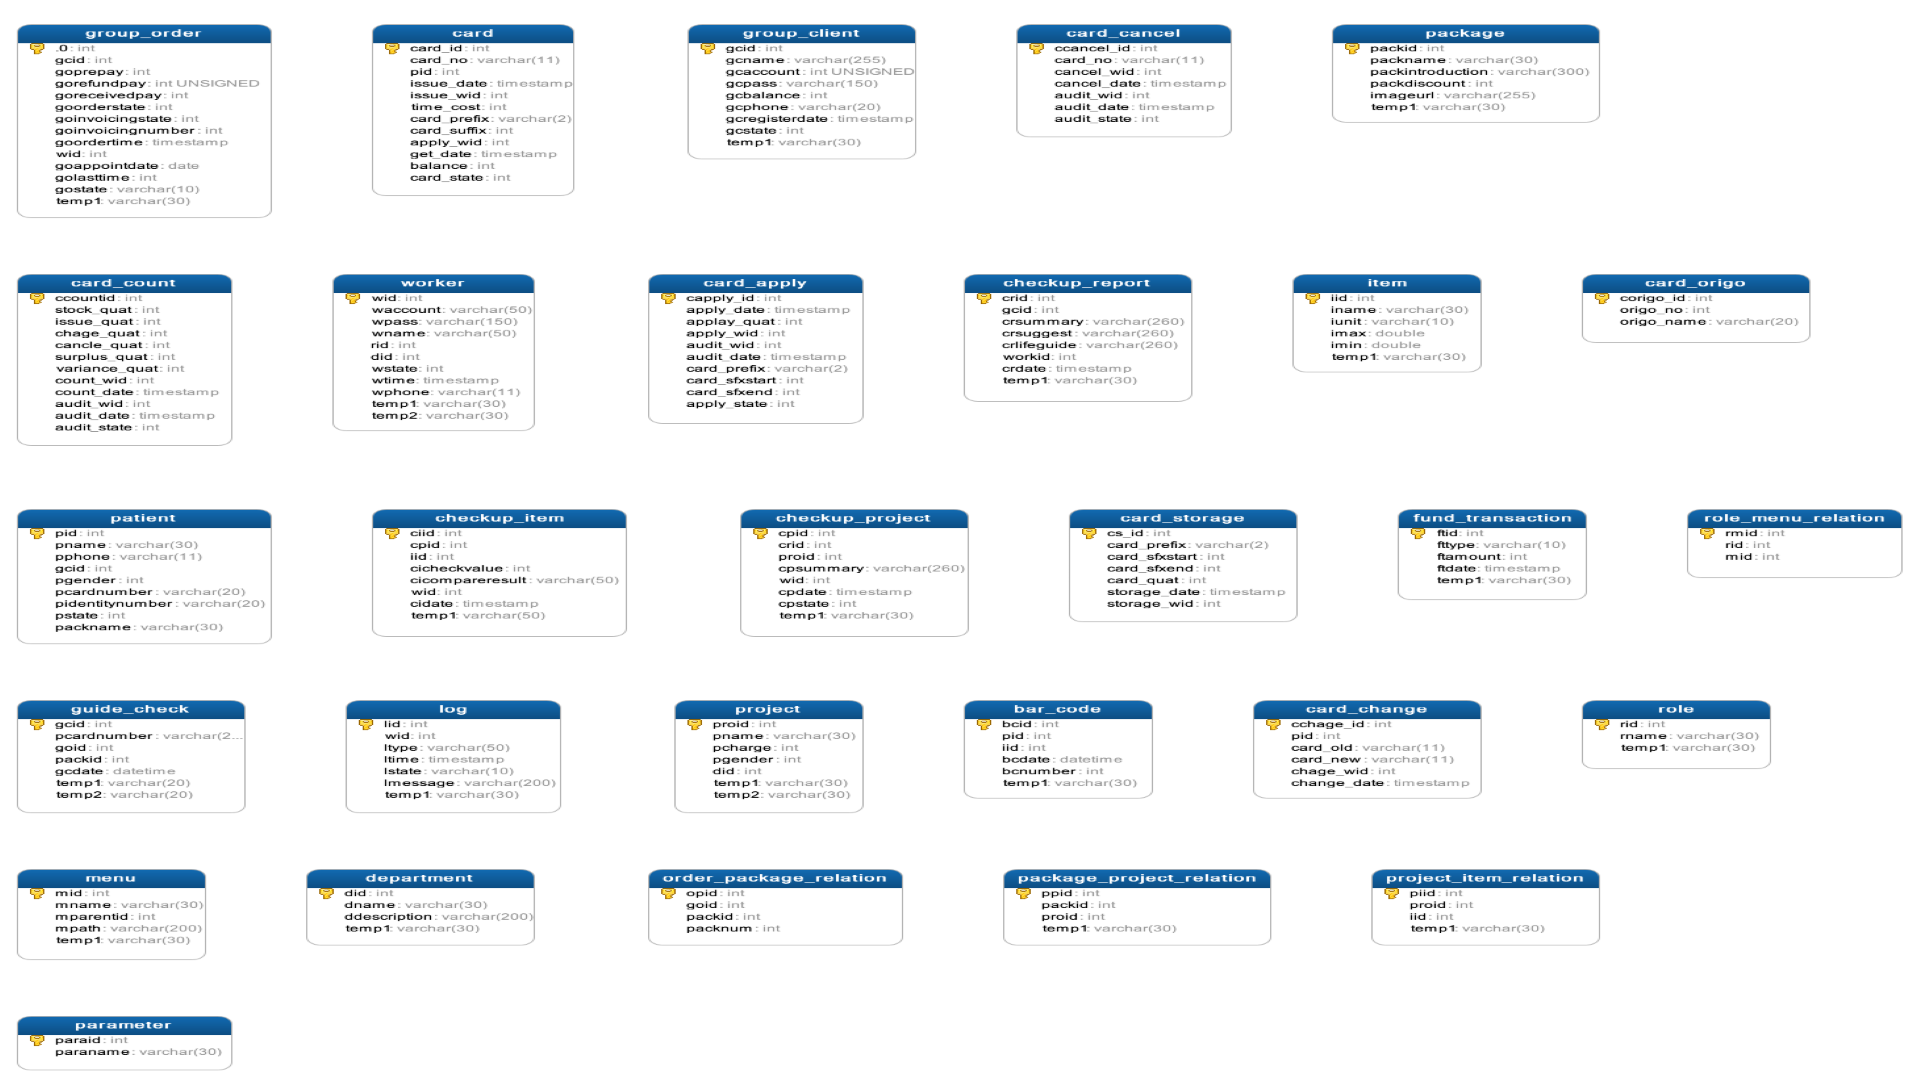 group_order
.0: int
gcid: int
goprepay: int
gorefundpay: int UNSIGNED
goreceivedpay: int
goorderstate: int
goinvoicingstate: int
goinvoicingnumber: int
goordertime: timestamp
wid: int
goappointdate: date
golasttime: int
gostate: varchar(10)
temp1: varchar(30)
card
card_id: int
card_no: varchar(11)
pid: int
issue_date: timestamp
issue_wid: int
time_cost: int
card_prefix: varchar(2)
card_suffix: int
apply_wid: int
get_date: timestamp
balance: int
card_state: int
group_client
gcid: int
gcname: varchar(255)
gcaccount: int UNSIGNED
gcpass: varchar(150)
gcbalance: int
gcphone: varchar(20)
gcregisterdate: timestamp
gcstate: int
temp1: varchar(30)
card_cancel
ccancel_id: int
card_no: varchar(11)
cancel_wid: int
cancel_date: timestamp
audit_wid: int
audit_date: timestamp
audit_state: int
package
packid: int
packname: varchar(30)
packintroduction: varchar(300)
packdiscount: int
imageurl: varchar(255)
temp1: varchar(30)
card_count
ccountid: int
stock_quat: int
issue_quat: int
chage_quat: int
cancle_quat: int
surplus_quat: int
variance_quat: int
count_wid: int
count_date: timestamp
audit_wid: int
audit_date: timestamp
audit_state: int
worker
wid: int
waccount: varchar(50)
wpass: varchar(150)
wname: varchar(50)
rid: int
did: int
wstate: int
wtime: timestamp
wphone: varchar(11)
temp1: varchar(30)
temp2: varchar(30)
card_apply
capply_id: int
apply_date: timestamp
applay_quat: int
apply_wid: int
audit_wid: int
audit_date: timestamp
card_prefix: varchar(2)
card_sfxstart: int
card_sfxend: int
apply_state: int
checkup_report
crid: int
gcid: int
crsummary: varchar(260)
crsuggest: varchar(260)
crlifeguide: varchar(260)
workid: int
crdate: timestamp
temp1: varchar(30)
item
iid: int
iname: varchar(30)
iunit: varchar(10)
imax: double
imin: double
temp1: varchar(30)
card_origo
corigo_id: int
origo_no: int
origo_name: varchar(20)
patient
pid: int
pname: varchar(30)
pphone: varchar(11)
gcid: int
pgender: int
pcardnumber: varchar(20)
pidentitynumber: varchar(20)
pstate: int
packname: varchar(30)
checkup_item
ciid: int
cpid: int
iid: int
cicheckvalue: int
cicompareresult: varchar(50)
wid: int
cidate: timestamp
temp1: varchar(50)
checkup_project
cpid: int
crid: int
proid: int
cpsummary: varchar(260)
wid: int
cpdate: timestamp
cpstate: int
temp1: varchar(30)
card_storage
cs_id: int
card_prefix: varchar(2)
card_sfxstart: int
card_sfxend: int
card_quat: int
storage_date: timestamp
storage_wid: int
fund_transaction
ftid: int
fttype: varchar(10)
ftamount: int
ftdate: timestamp
temp1: varchar(30)
role_menu_relation
rmid: int
rid: int
mid: int
guide_check
gcid: int
pcardnumber: varchar(2...
goid: int
packid: int
gcdate: datetime
temp1: varchar(20)
temp2: varchar(20)
log
lid: int
wid: int
ltype: varchar(50)
ltime: timestamp
lstate: varchar(10)
lmessage: varchar(200)
temp1: varchar(30)
project
proid: int
pname: varchar(30)
pcharge: int
pgender: int
did: int
temp1: varchar(30)
temp2: varchar(30)
bar_code
bcid: int
pid: int
iid: int
bcdate: datetime
bcnumber: int
temp1: varchar(30)
card_change
cchage_id: int
pid: int
card_old: varchar(11)
card_new: varchar(11)
chage_wid: int
change_date: timestamp
role
rid: int
rname: varchar(30)
temp1: varchar(30)
menu
mid: int
mname: varchar(30)
mparentid: int
mpath: varchar(200)
temp1: varchar(30)
department
did: int
dname: varchar(30)
ddescription: varchar(200)
temp1: varchar(30)
order_package_relation
opid: int
goid: int
packid: int
packnum: int
package_project_relation
ppid: int
packid: int
proid: int
temp1: varchar(30)
project_item_relation
piid: int
proid: int
iid: int
temp1: varchar(30)
parameter
paraid: int
paraname: varchar(30)